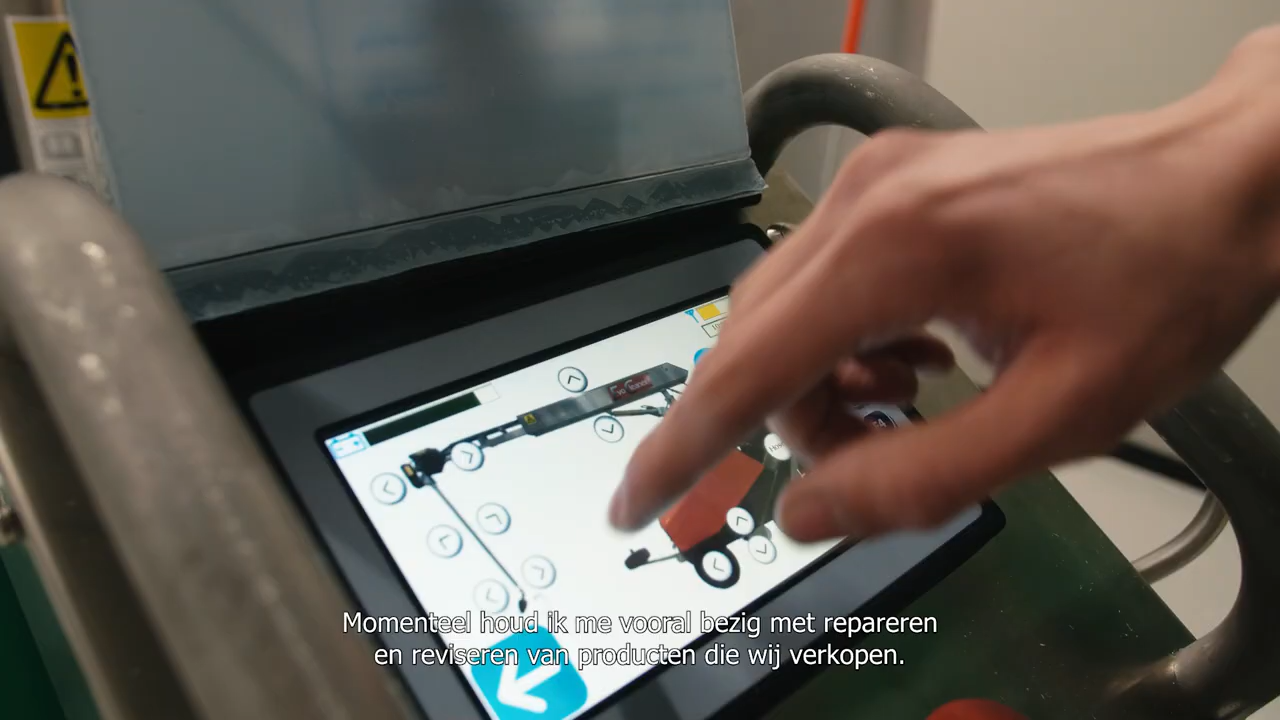 Momenteel houd ik me vooral bezig met repareren
en reviseren van producten die wij verkopen.